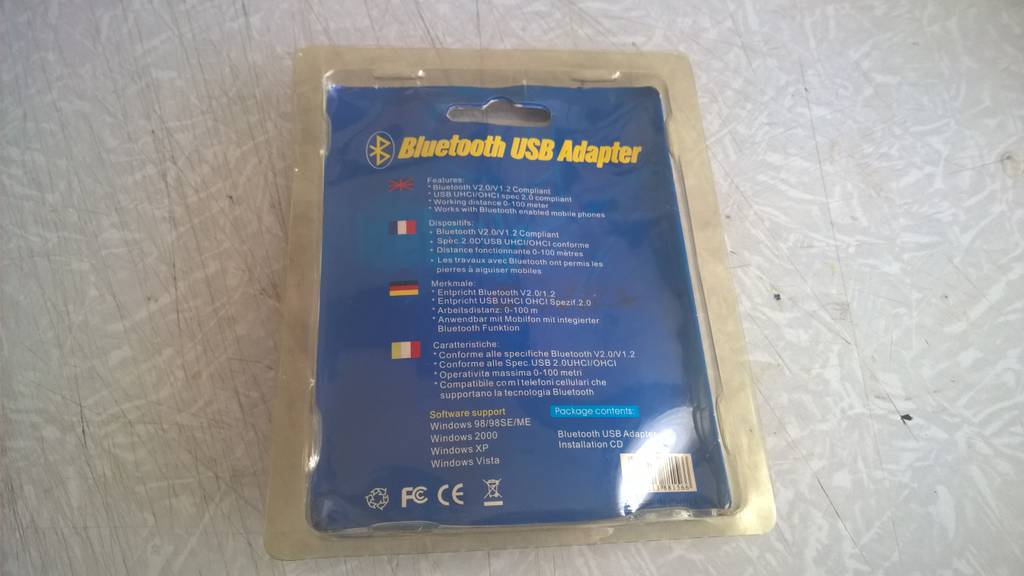 Bluetooth USB Adapter
Features:
* Bluetooth V2.0/V1.2 Compliant
* USB UHCI/OHCI spec 2.0 compliant
* Working distance 0-100 meter
* Works with Bluetooth enabled mobile phones
Dispositifs:
• Bluetooth V2.0/V1.2 Compliant
• Spéc.2.0D'USB UHCI/OHCI conforme
• Distance fonctionnante 0-100 mètres
• Les travaux avec Bluetooth ont permis les
pierres à aiguiser mobiles
Merkmale:
* Entpricht Bluetooth V2.0/1.2
* Entpricht USB UHCI OHCI Spezif.2.0
* Arbeitsdistanz: 0-100 m
* Anwendbar mit Mobilfon mit integrierter
Bluetooth Funktion
Caratteristiche:
* Conforme alle specifiche Bluetooth V2.0/V1.2
* Conforme alle Spec. USB 2.0UHCI/OHCI
* Operativita massima 0-100 metri
* Compatibile com I telefoni cellulari che
supportano la tecnologia Bluetooth
Software support
Windows 98/98SE/ME
Windows 2000
Windows XP
Windows Vista
Package contents:
Bluetooth USB Adapter
Installation CD
FC CE